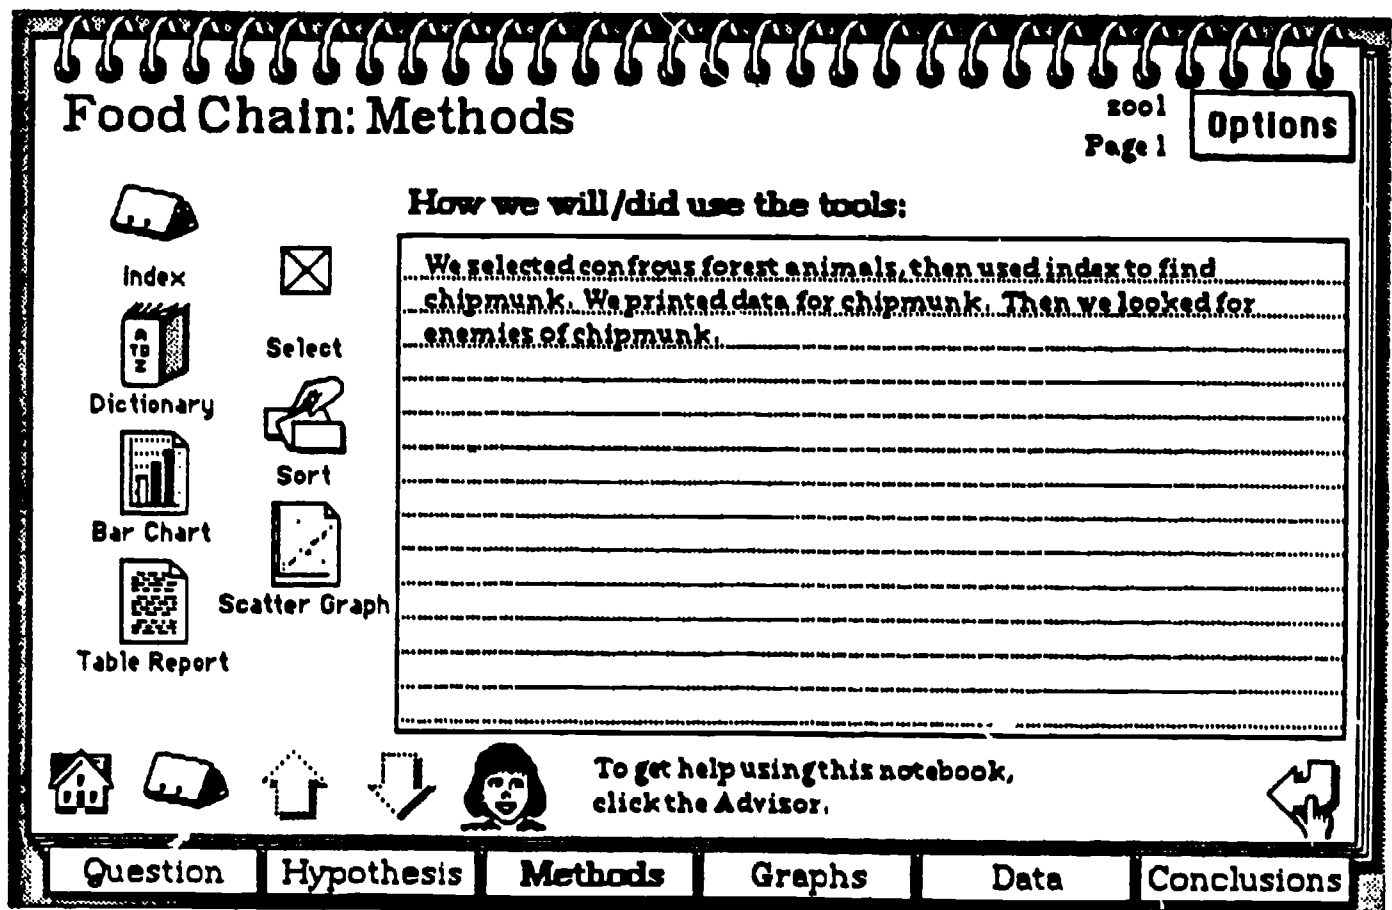 Food Chain: Methods
zoo1
Page 1
Options
How we will/did use the tools:
Index
Select
Dictionary
A
TO
Z
Sort
Bar Chart
Scatter Graph
Table Report
We selected confrous forest animals, then used index to find
chipmunk. We printed data for chipmunk. Then we looked for
enemies of chipmunk.
To get help using this notebook,
click the Advisor.
Question
Hypothesis
Methods
Graphs
Data
Conclusions